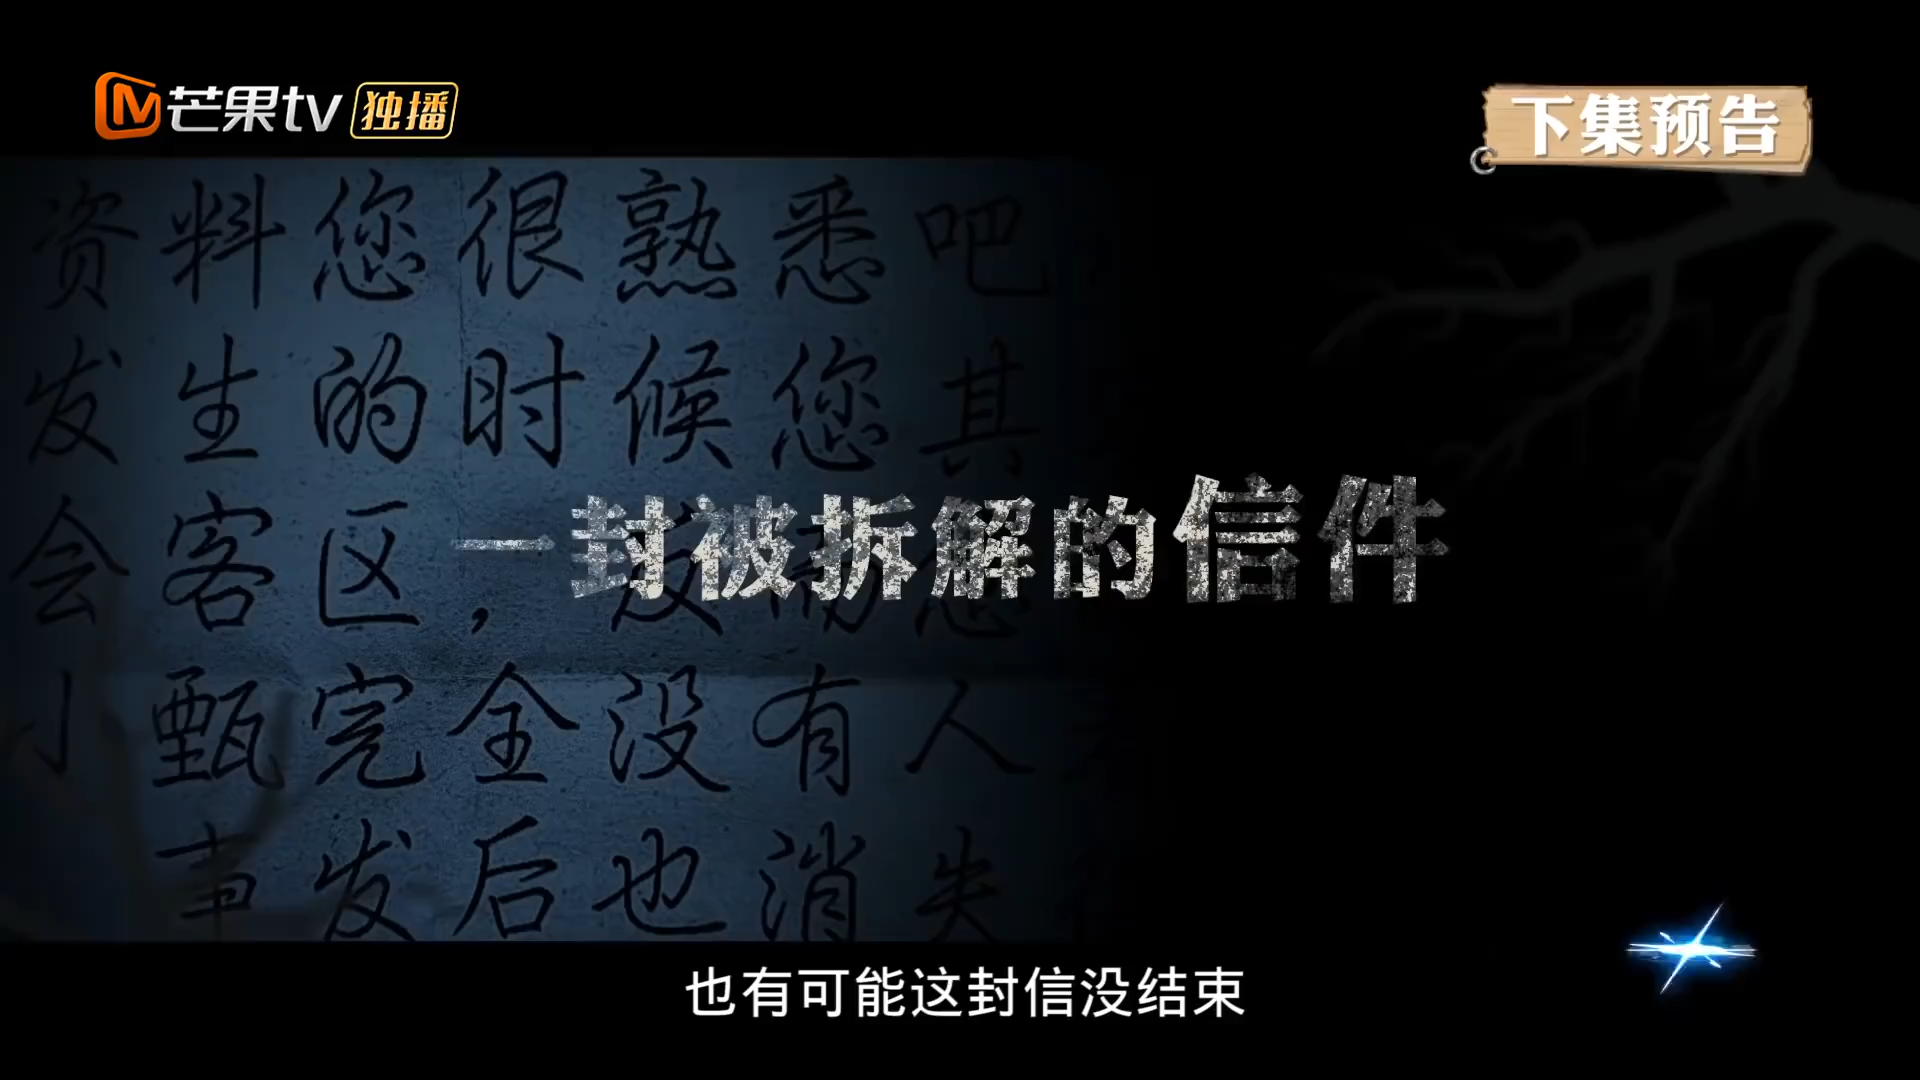 芒果tv 独播
下集预告
资料您很熟悉吧
发生的时候您其
会客区，
一封被拆解的信件
小甄完全没有人
事发后也消失
也有可能这封信没结束